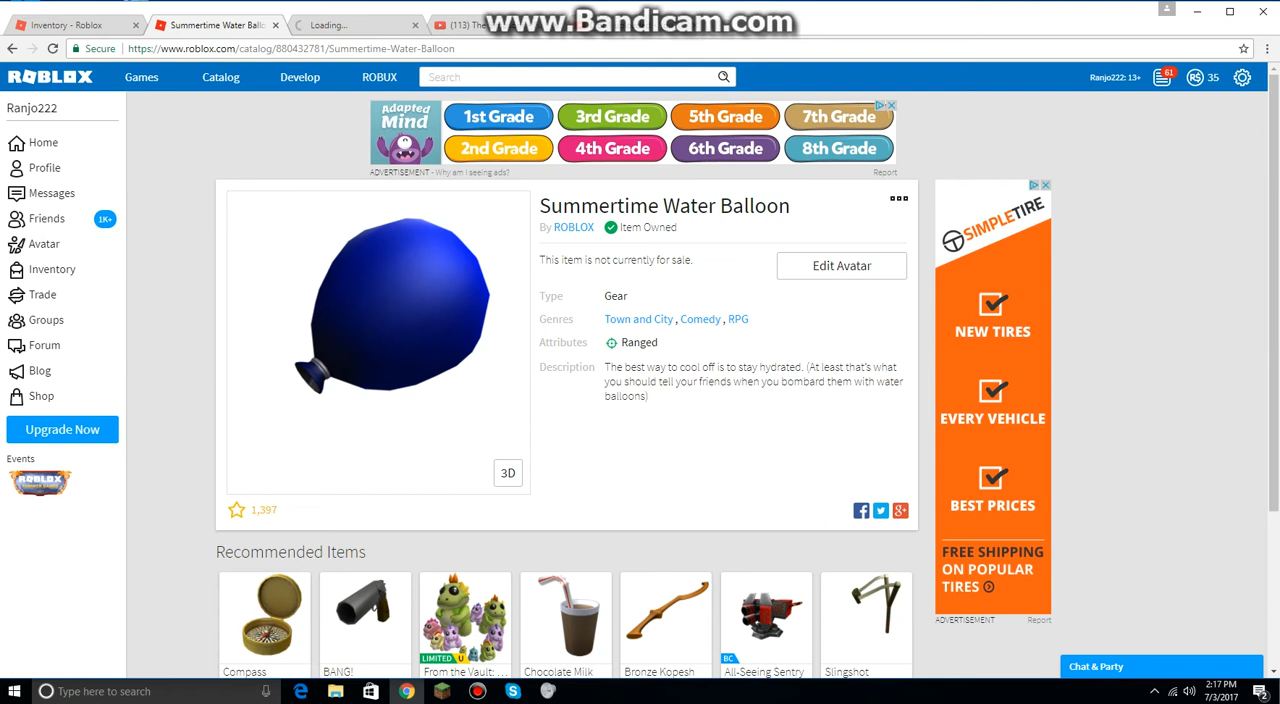 www.Bandicam.com
Inventory - Roblox
Summertime Water Ballo
Loading...
(113) The
Secure
https://www.roblox.com/catalog/880432781/Summertime-Water-Balloon
ROBLOX
Games
Catalog
Develop
ROBUX
Search
Ranjo222: 13+
61
R$ 35
Ranjo222
Home
Profile
Messages
Friends
1K+
Avatar
Inventory
Trade
Groups
Forum
Blog
Shop
Upgrade Now
Events
ROBLOX
Adapted Mind
1st Grade
3rd Grade
5th Grade
7th Grade
2nd Grade
4th Grade
6th Grade
8th Grade
ADVERTISEMENT - Why am I seeing ads?
Report
Summertime Water Balloon
By ROBLOX
Item Owned
This item is not currently for sale.
Edit Avatar
Type
Gear
Genres
Town and City , Comedy , RPG
Attributes
Ranged
Description
The best way to cool off is to stay hydrated. (At least that's what
you should tell your friends when you bombard them with water
balloons)
3D
1,397
SIMPLETIRE
NEW TIRES
EVERY VEHICLE
BEST PRICES
FREE SHIPPING
ON POPULAR
TIRES
ADVERTISEMENT
Report
Recommended Items
LIMITED U
BC
Compass
BANG!
From the Vault: ...
Chocolate Milk
Bronze Kopesh
All-Seeing Sentry
Slingshot
Chat & Party
Type here to search
2:17 PM
7/3/2017
2